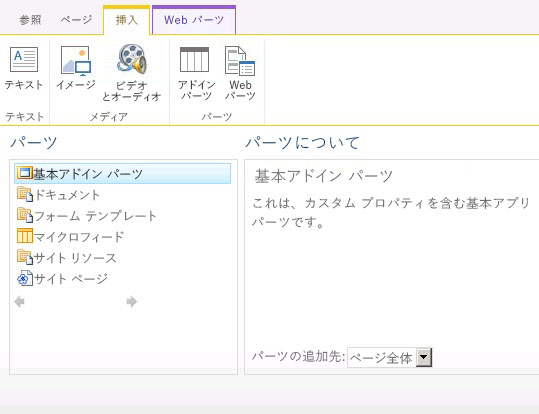 参照 ページ 挿入 Web パーツ
テキスト イメージ ビデオ アドイン Web
とオーディオ パーツ パーツ
テキスト メディア パーツ
パーツ
基本アドイン パーツ
ドキュメント
フォーム テンプレート
マイクロフィード
サイト リソース
サイト ページ
パーツについて
基本アドイン パーツ
これは、カスタム プロパティを含む基本アプリ
パーツです。
パーツの追加先: ページ全体